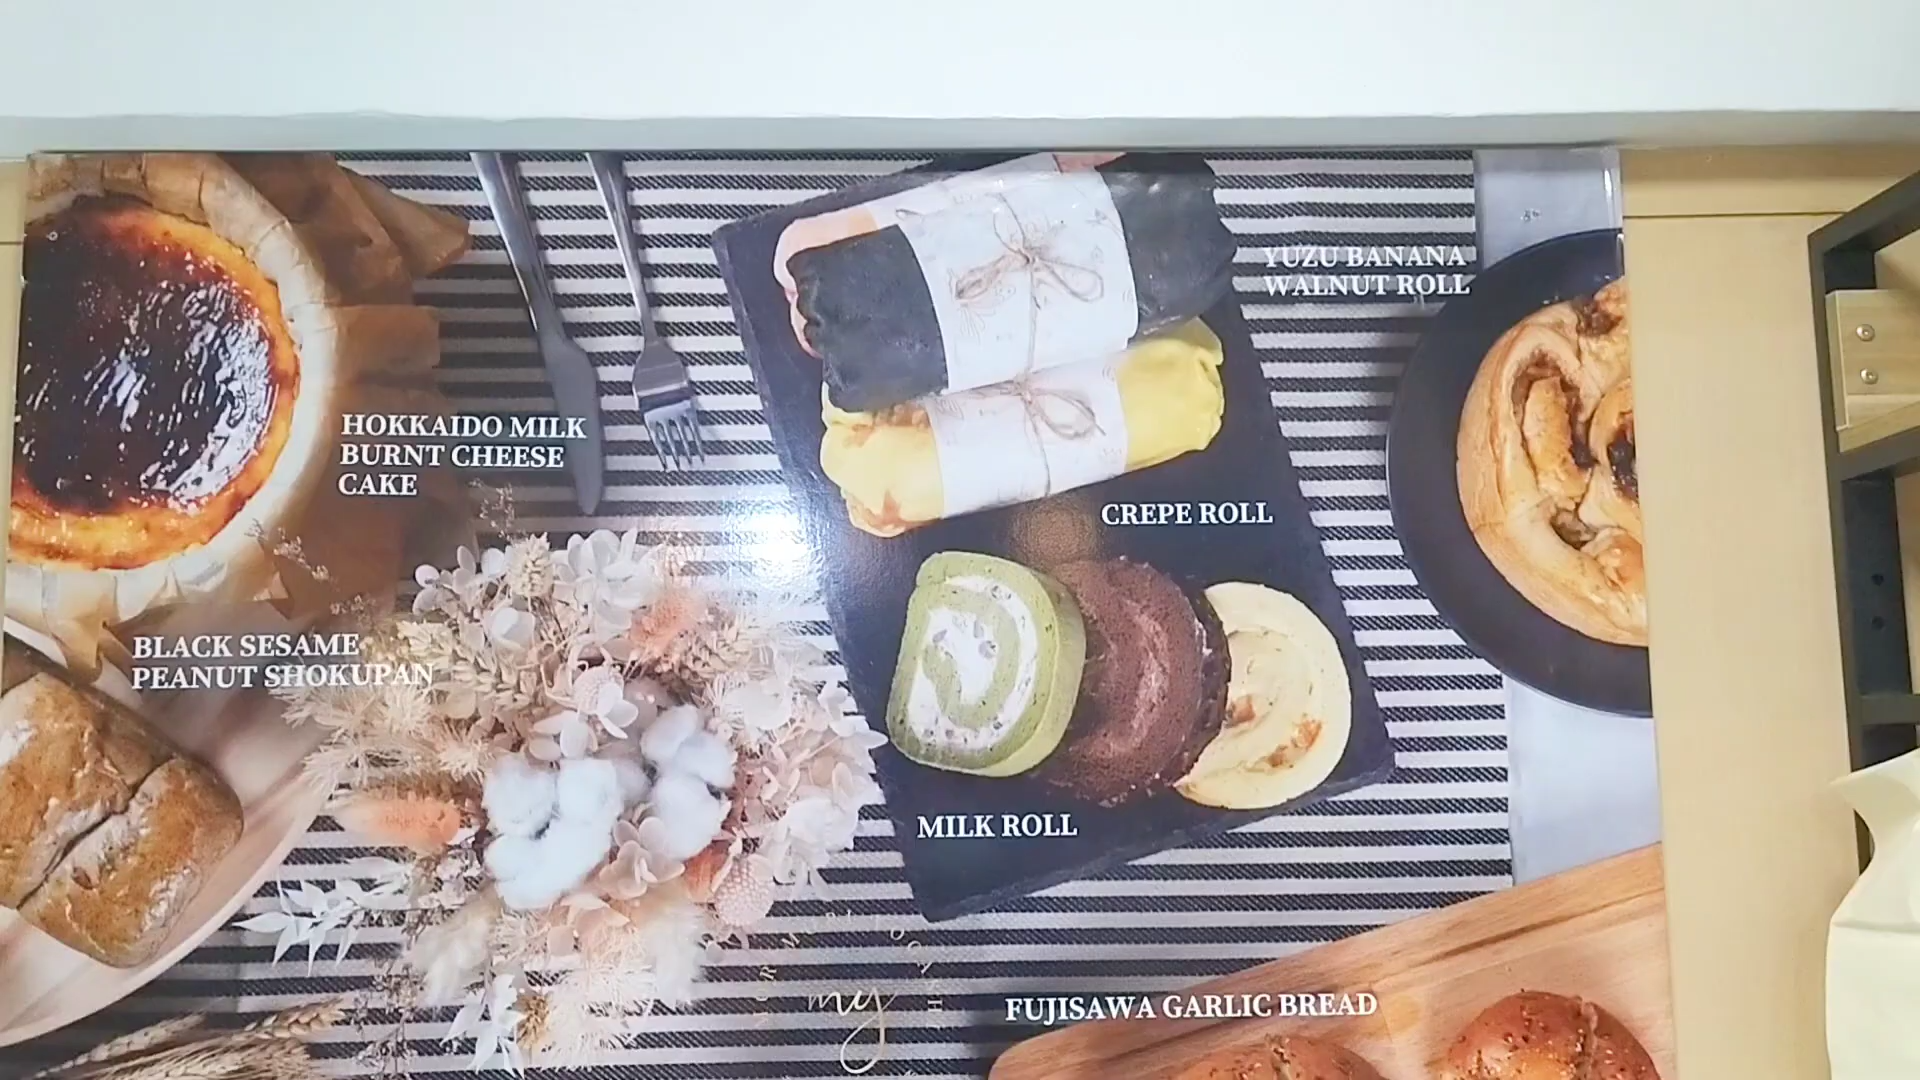 YUZU BANANA
WALNUT ROLL
HOKKAIDO MILK
BURNT CHEESE
CAKE
CREPE ROLL
BLACK SESAME
PEANUT SHOKUPAN
MILK ROLL
my
FUJISAWA GARLIC BREAD